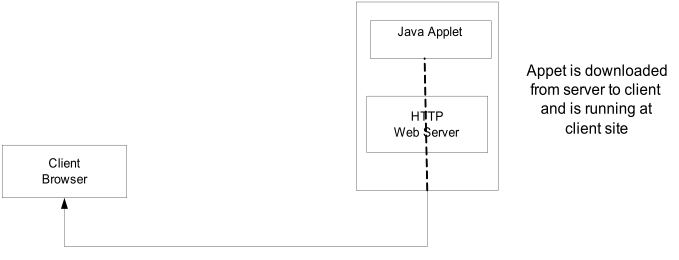 Java Applet
Appet is downloaded
from server to client
and is running at
client site
HTTP
Web Server
Client
Browser